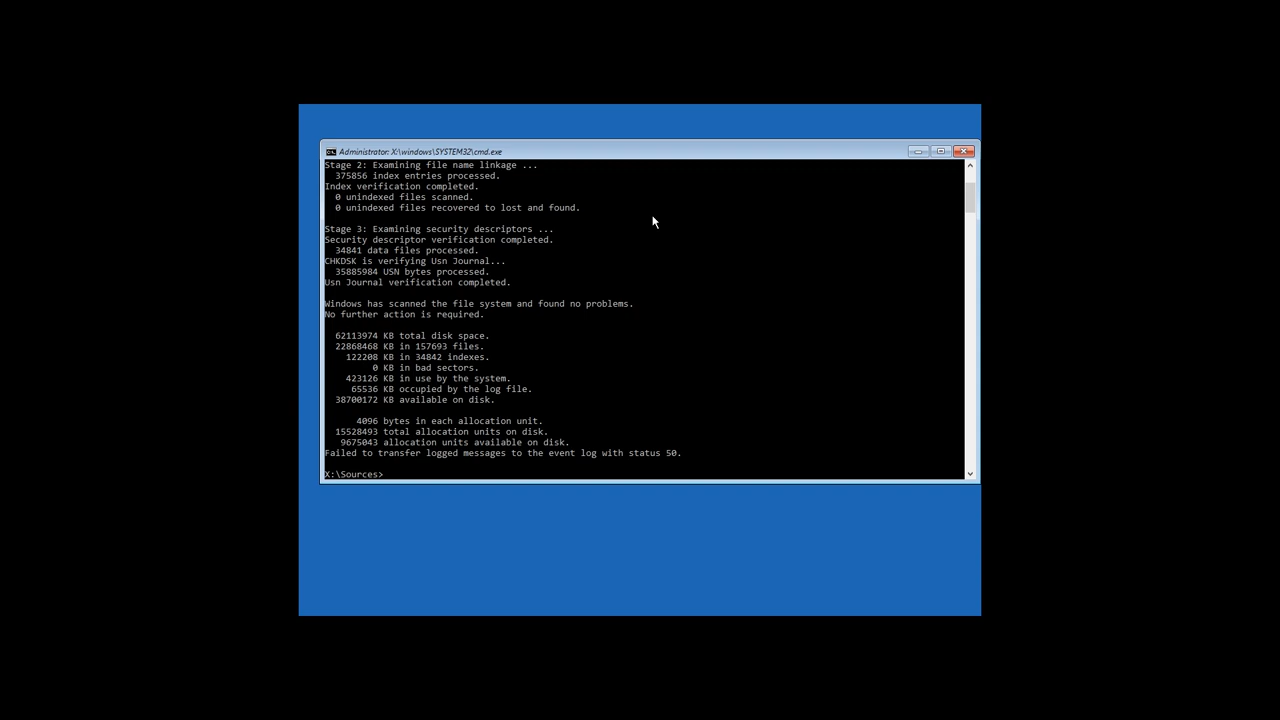 Administrator: X:\windows\SYSTEM32\cmd.exe
Stage 2: Examining file name linkage ...
375856 index entries processed.
Index verification completed.
0 unindexed files scanned.
0 unindexed files recovered to lost and found.
Stage 3: Examining security descriptors ...
Security descriptor verification completed.
34841 data files processed.
CHKDSK is verifying Usn Journal...
35885984 USN bytes processed.
Usn Journal verification completed.
Windows has scanned the file system and found no problems.
No further action is required.
62113974 KB total disk space.
22868468 KB in 157693 files.
122208 KB in 34842 indexes.
0 KB in bad sectors.
423126 KB in use by the system.
65536 KB occupied by the log file.
38700172 KB available on disk.
4096 bytes in each allocation unit.
15528493 total allocation units on disk.
9675043 allocation units available on disk.
Failed to transfer logged messages to the event log with status 50.
X:\Sources>